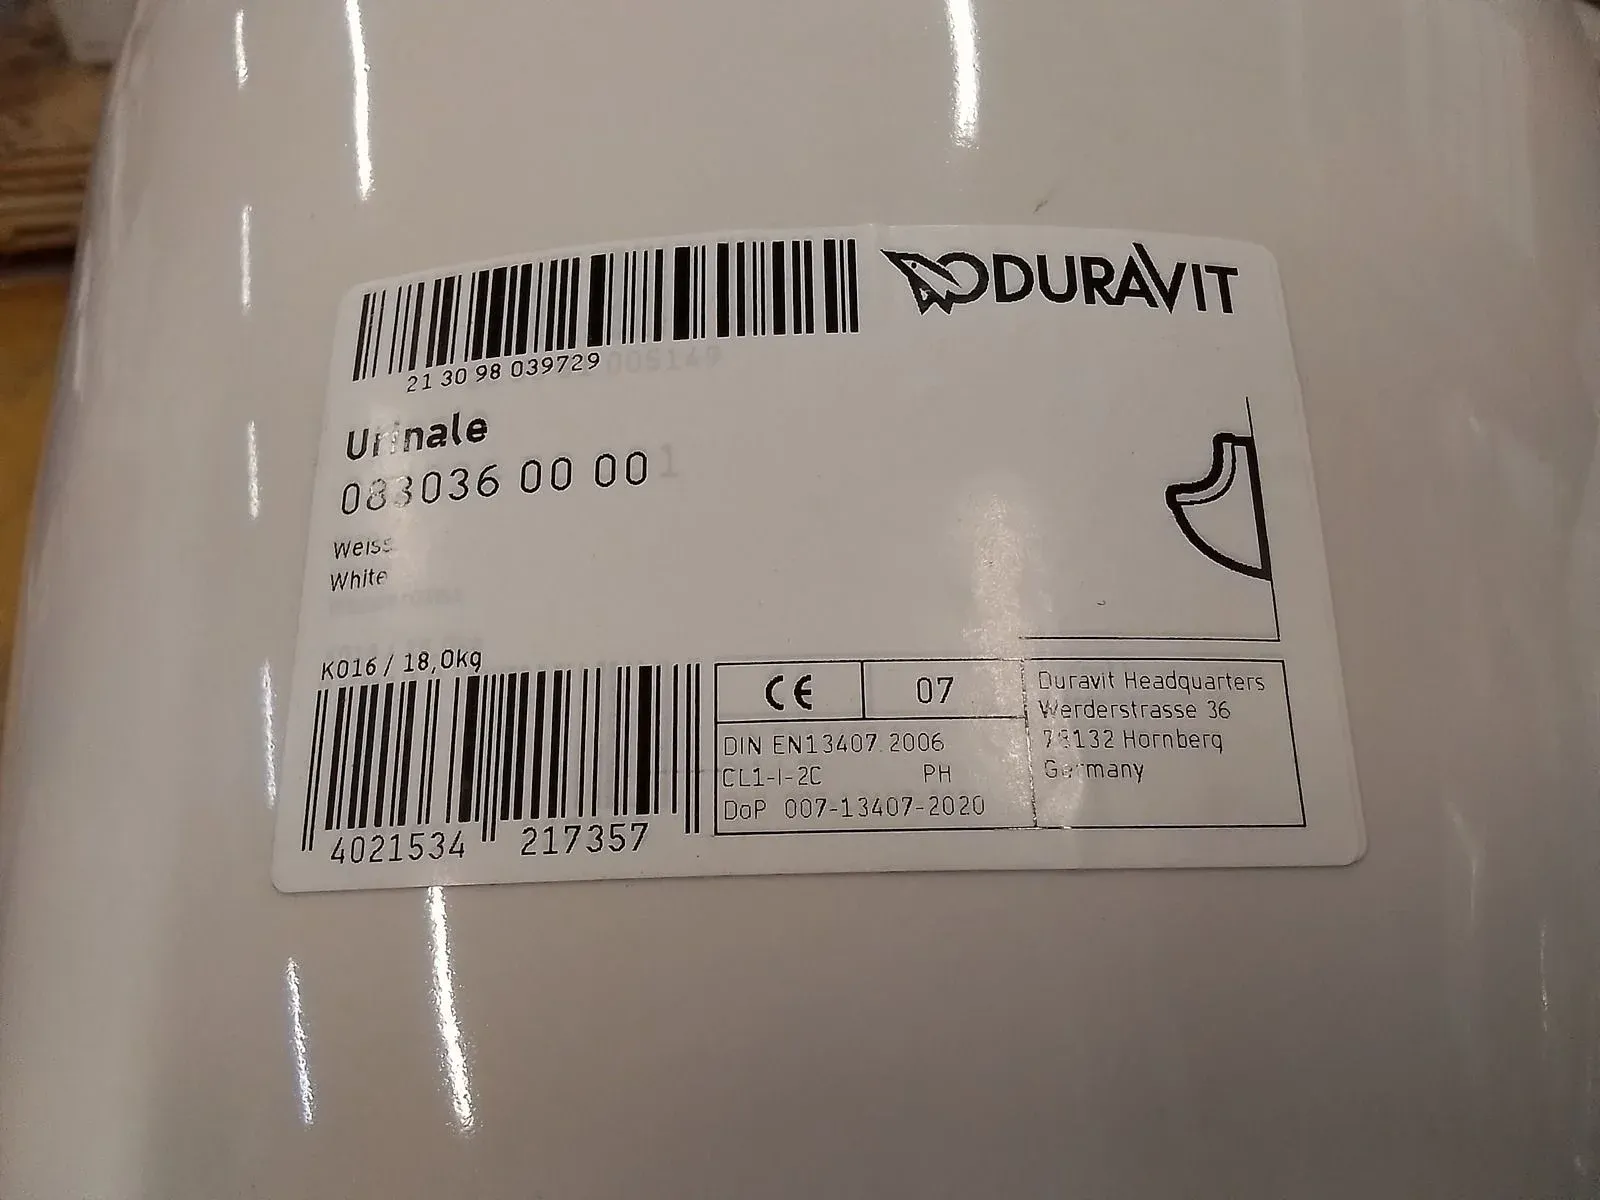 DURAVIT
21 30 98 039729
Urinale
083036 00 00
Weiss
White
K016 / 18,0kg
4021534 217357
CE 07
DIN EN13407:2006
CL1-I-2C PH
DoP 007-13407-2020
Duravit Headquarters
Werderstrasse 36
78132 Hornberg
Germany